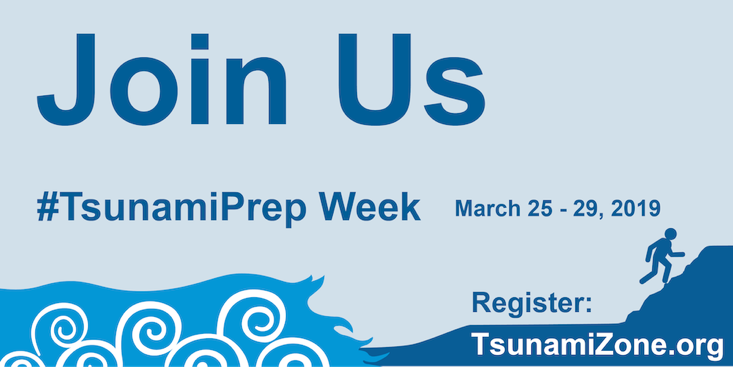 Join Us
#TsunamiPrep Week
March 25 - 29, 2019
Register:
TsunamiZone.org